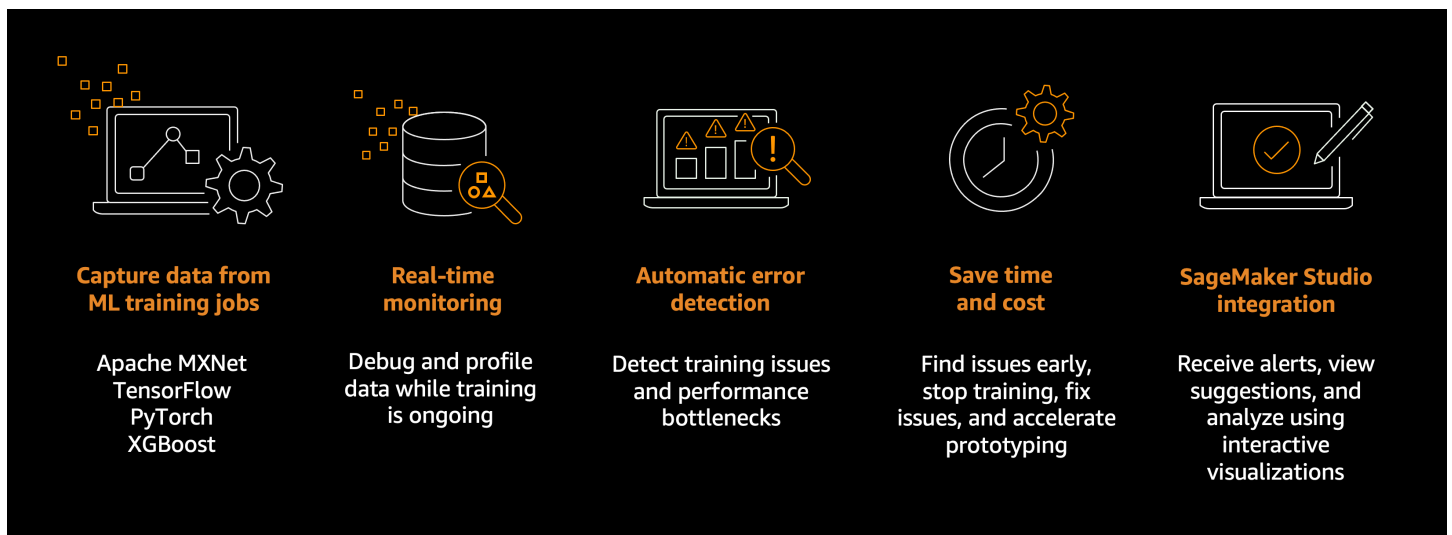 Capture data from
ML training jobs
Apache MXNet
TensorFlow
PyTorch
XGBoost
Real-time
monitoring
Debug and profile
data while training
is ongoing
Automatic error
detection
Detect training issues
and performance
bottlenecks
Save time
and cost
Find issues early,
stop training, fix
issues, and accelerate
prototyping
SageMaker Studio
integration
Receive alerts, view
suggestions, and
analyze using
interactive
visualizations